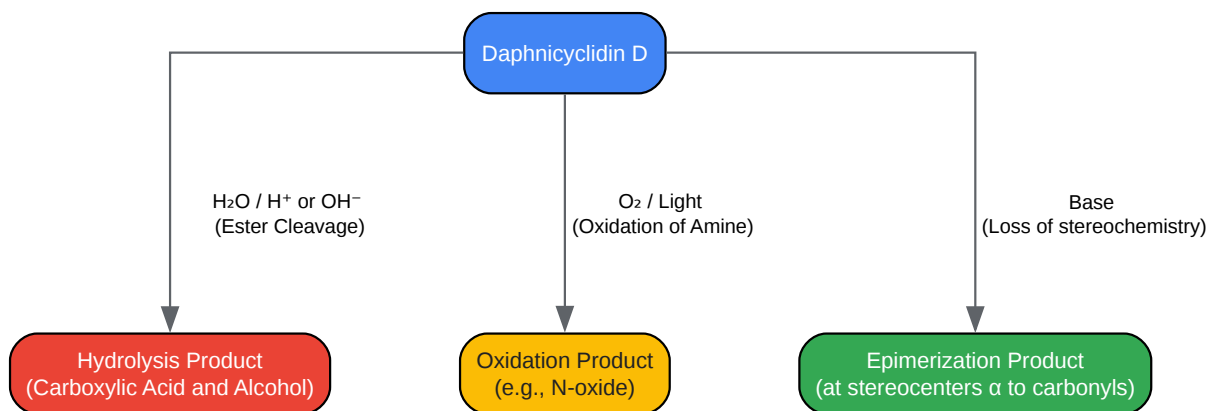 Daphnicyclidin D
H₂O / H⁺ or OH⁻
(Ester Cleavage)
O₂ / Light
(Oxidation of Amine)
Base
(Loss of stereochemistry)
Hydrolysis Product
(Carboxylic Acid and Alcohol)
Oxidation Product
(e.g., N-oxide)
Epimerization Product
(at stereocenters α to carbonyls)